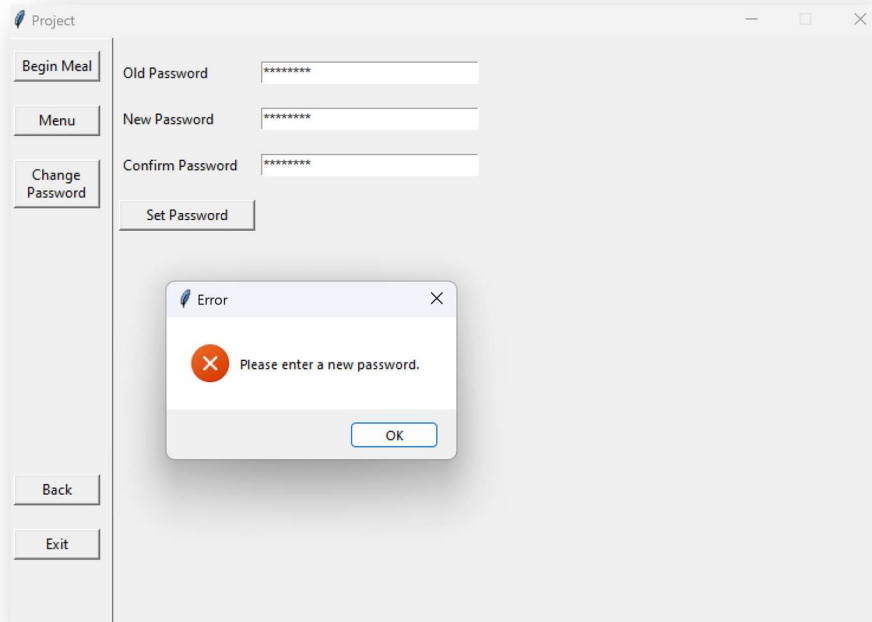 Project
Begin Meal
Menu
Change
Password
Back
Exit
Old Password ********
New Password ********
Confirm Password ********
Set Password
Error
Please enter a new password.
OK